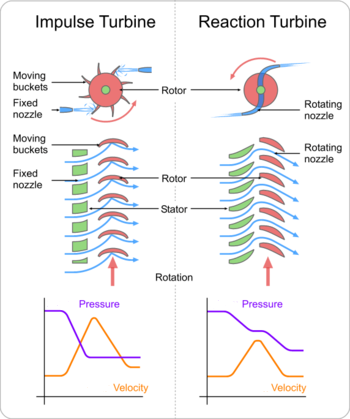 Impulse Turbine
Reaction Turbine
Moving
buckets
Rotor
Fixed
nozzle
Rotating
nozzle
Moving
buckets
Rotating
nozzle
Fixed
nozzle
Rotor
Stator
Rotation
Pressure
Velocity
Pressure
Velocity